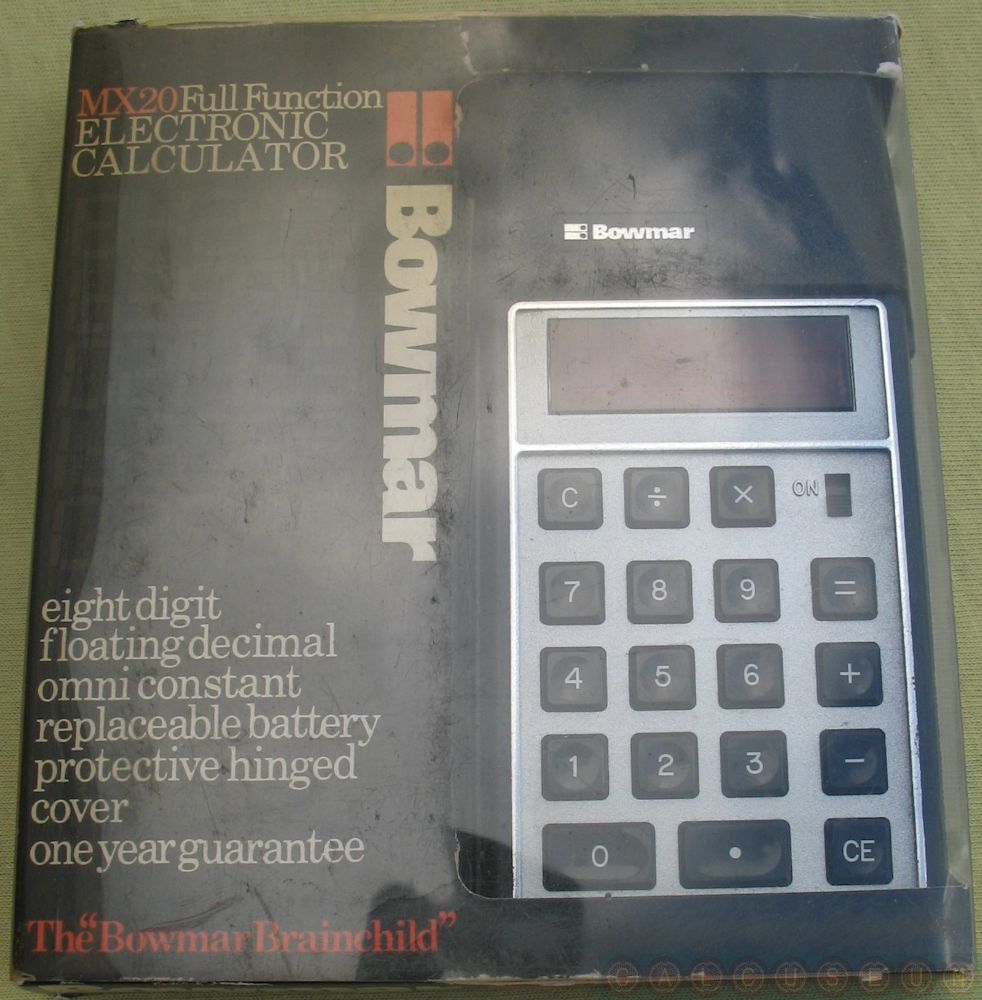 MX20 Full Function
ELECTRONIC
CALCULATOR
Bowmar
eight digit
floating decimal
omni constant
replaceable battery
protective hinged
cover
one year guarantee
The "Bowmar Brainchild"
Bowmar
C ÷ × ON
7 8 9 =
4 5 6 +
1 2 3 −
0 • CE
CALCUSEUM